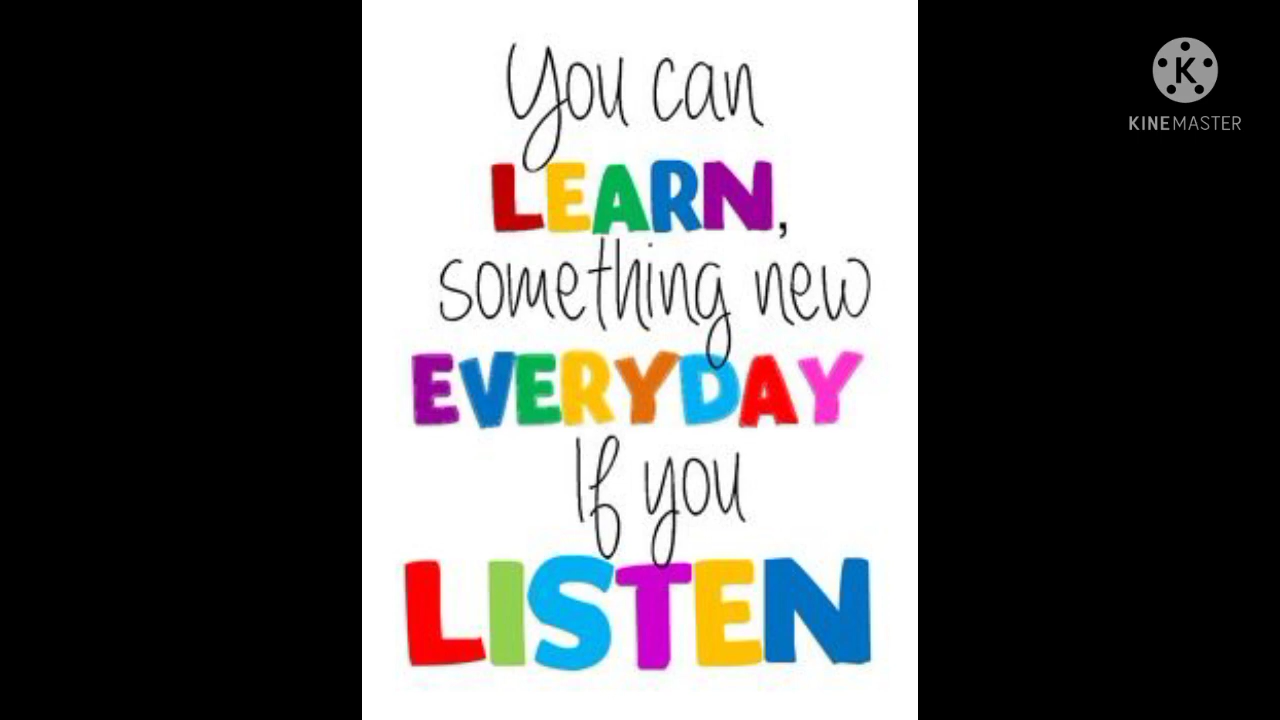 You can
LEARN,
something new
EVERYDAY
If you
LISTEN
KINEMASTER